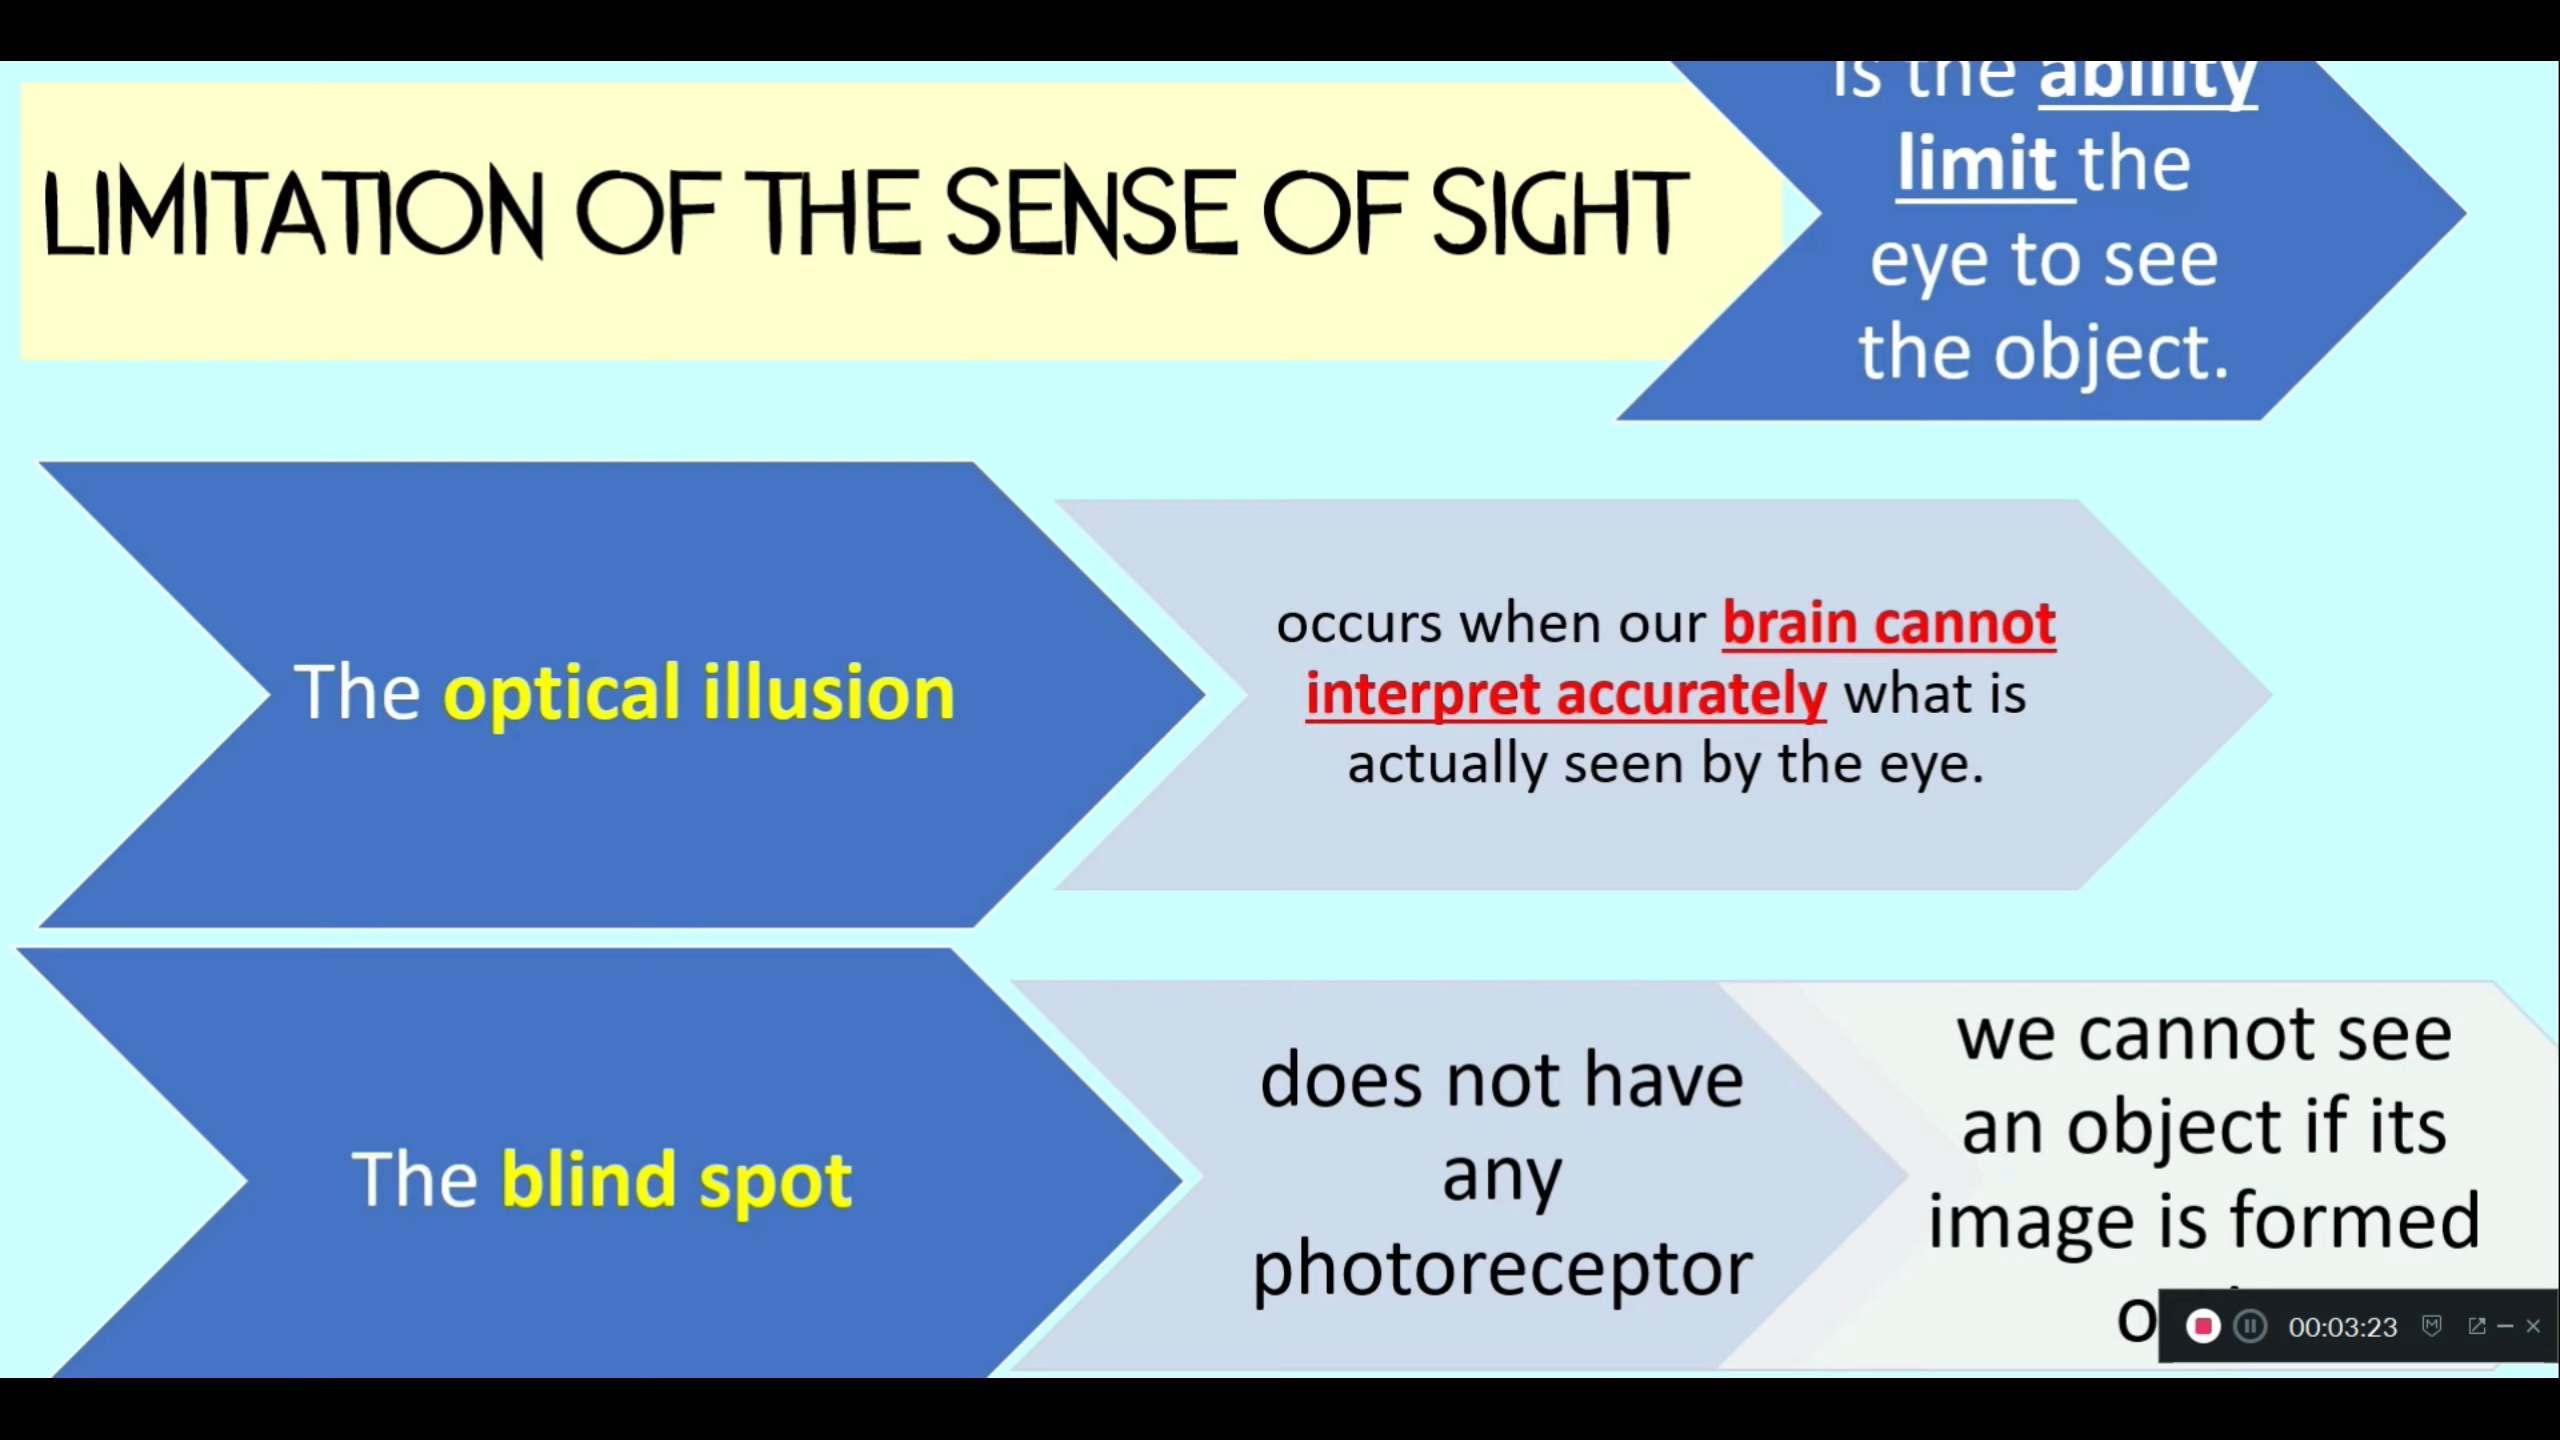 LIMITATION OF THE SENSE OF SIGHT
is the ability
limit the
eye to see
the object.
The optical illusion
occurs when our brain cannot
interpret accurately what is
actually seen by the eye.
The blind spot
does not have
any
photoreceptor
we cannot see
an object if its
image is formed
00:03:23